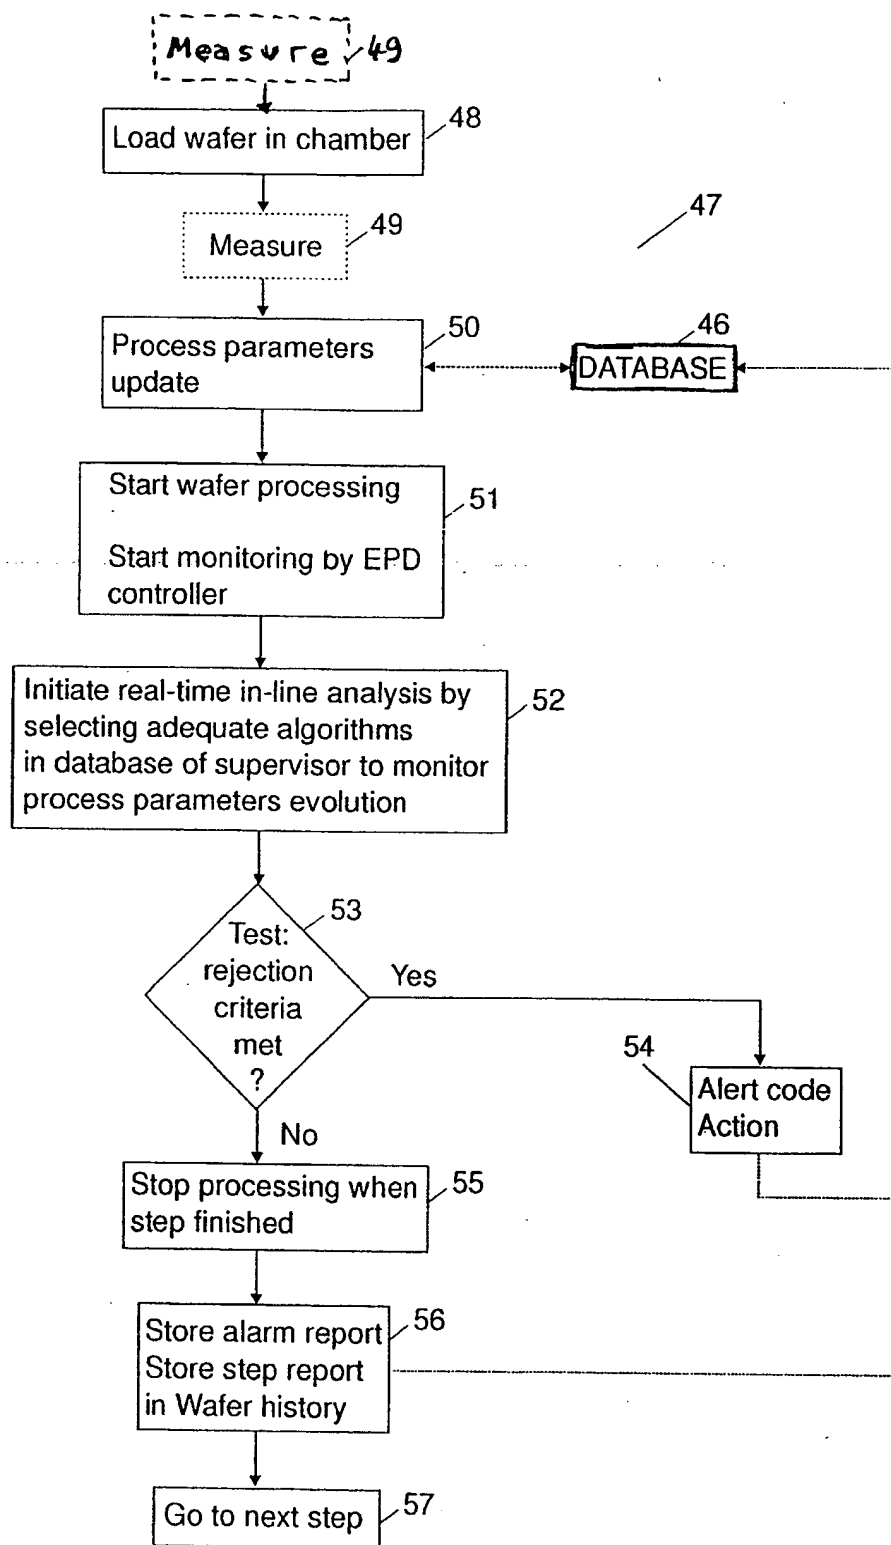 Measure 49
Load wafer in chamber 48
Measure 49
47
Process parameters
update
50
46
DATABASE
Start wafer processing
Start monitoring by EPD
controller
51
Initiate real-time in-line analysis by
selecting adequate algorithms
in database of supervisor to monitor
process parameters evolution
52
Test:
rejection
criteria
met
?
53
Yes
54
Alert code
Action
No
Stop processing when
step finished
55
Store alarm report
Store step report
in Wafer history
56
Go to next step 57